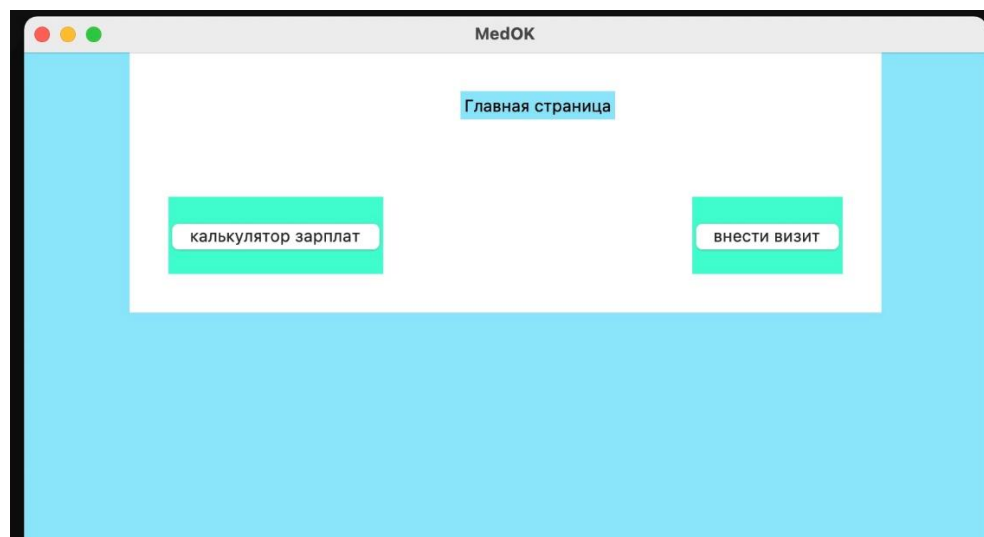 MedOK
Главная страница
калькулятор зарплат
внести визит